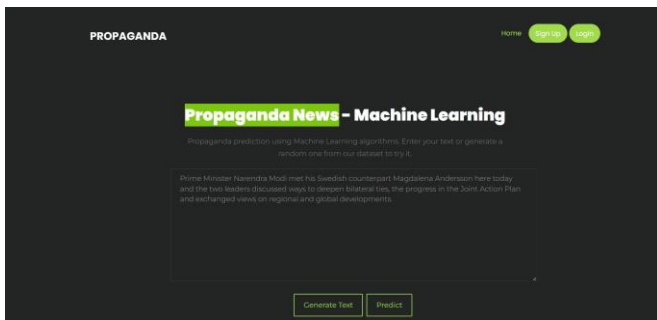 PROPAGANDA
Home Sign Up Login
Propaganda News - Machine Learning
Propaganda prediction using Machine Learning algorithms. Enter your text or generate a
random one from our dataset to try it.
Prime Minister Narendra Modi met his Swedish counterpart Magdalena Andersson here today
and the two leaders discussed ways to deepen bilateral ties, the progress in the Joint Action Plan
and exchanged views on regional and global developments.
Generate Text Predict